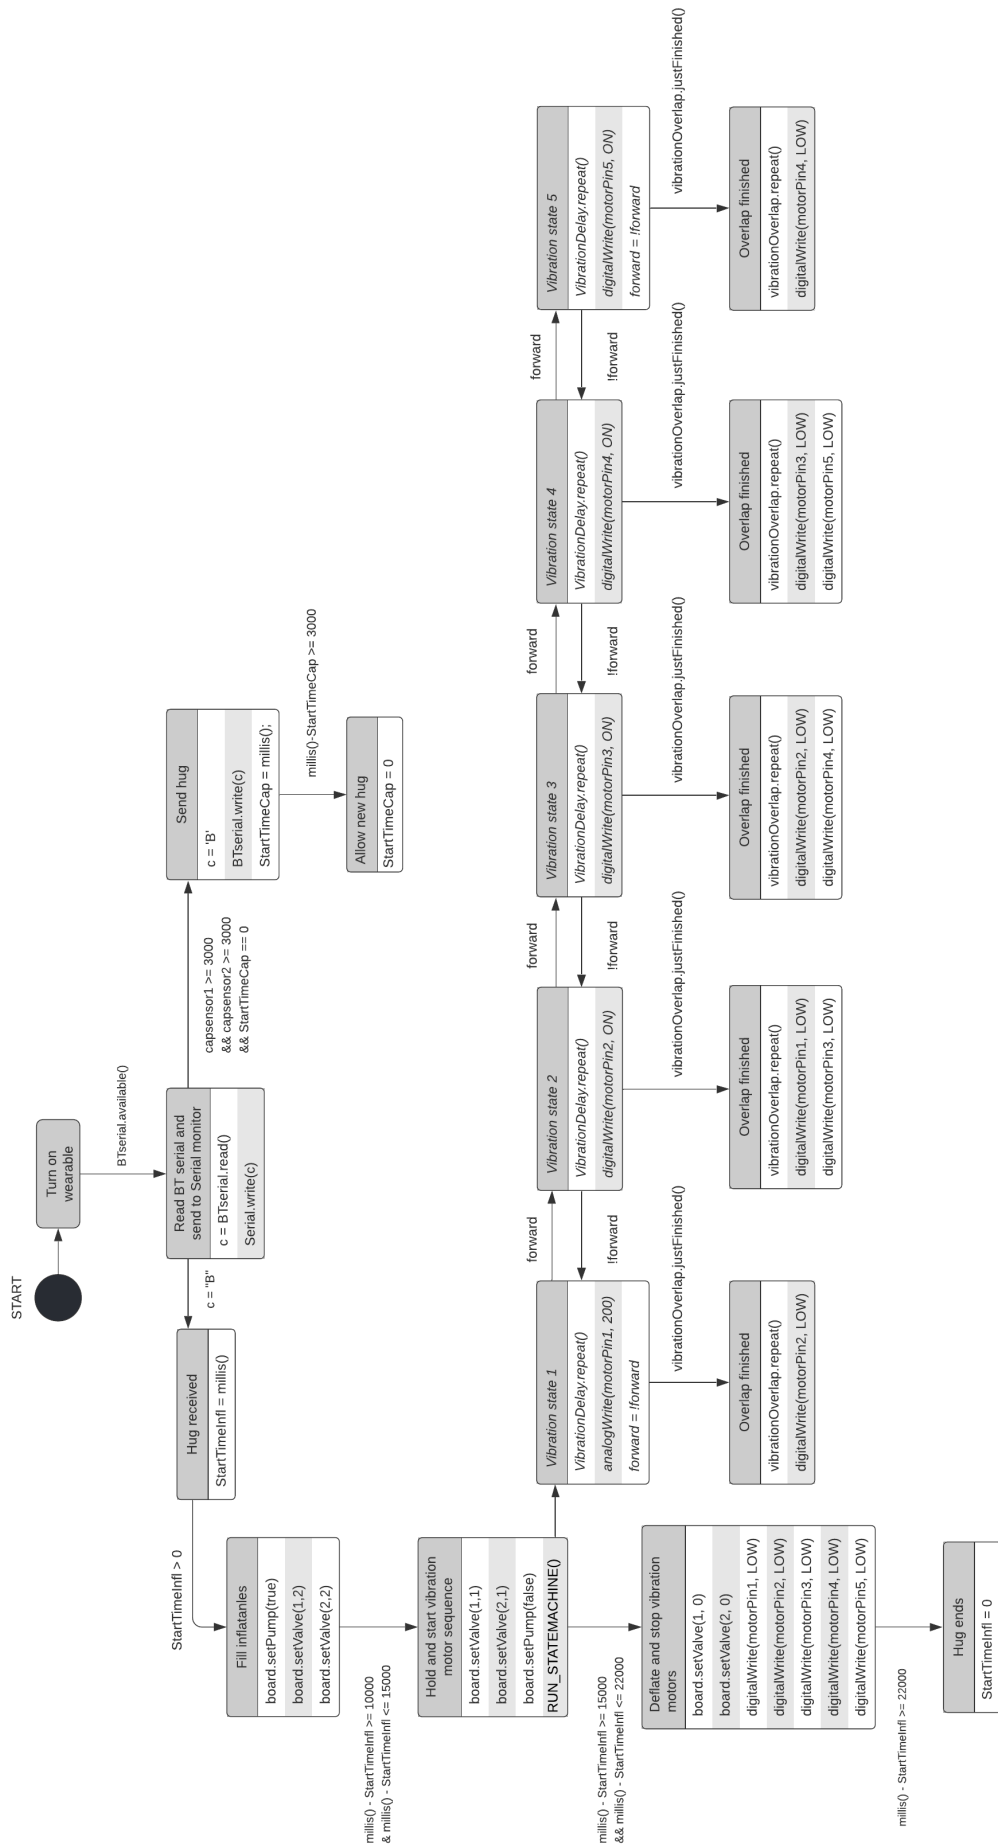 START
Turn on
wearable
BTserial.available()
Read BT serial and
send to Serial monitor
c = BTserial.read()
Serial.write(c)
capsensor1 >= 3000
&& capsensor2 >= 3000
&& StartTimeCap == 0
Send hug
c = 'B'
BTserial.write(c)
StartTimeCap = millis();
millis()-StartTimeCap >= 3000
Allow new hug
StartTimeCap = 0
c = "B"
Hug received
StartTimeInfl = millis()
StartTimeInfl > 0
Fill inflatanles
board.setPump(true)
board.setValve(1,2)
board.setValve(2,2)
millis() - StartTimeInfl >= 10000
& millis() - StartTimeInfl <= 15000
Hold and start vibration
motor sequence
board.setValve(1,1)
board.setValve(2,1)
board.setPump(false)
RUN_STATEMACHINE()
millis() - StartTimeInfl >= 15000
&& millis() - StartTimeInfl <= 22000
Deflate and stop vibration
motors
board.setValve(1, 0)
board.setValve(2, 0)
digitalWrite(motorPin1, LOW)
digitalWrite(motorPin2, LOW)
digitalWrite(motorPin3, LOW)
digitalWrite(motorPin4, LOW)
digitalWrite(motorPin5, LOW)
millis() - StartTimeInfl >= 22000
Hug ends
StartTimeInfl = 0
Vibration state 1
VibrationDelay.repeat()
analogWrite(motorPin1, 200)
forward = !forward
vibrationOverlap.justFinished()
Overlap finished
vibrationOverlap.repeat()
digitalWrite(motorPin2, LOW)
forward
!forward
Vibration state 2
VibrationDelay.repeat()
digitalWrite(motorPin2, ON)
vibrationOverlap.justFinished()
Overlap finished
vibrationOverlap.repeat()
digitalWrite(motorPin1, LOW)
digitalWrite(motorPin3, LOW)
forward
!forward
Vibration state 3
VibrationDelay.repeat()
digitalWrite(motorPin3, ON)
vibrationOverlap.justFinished()
Overlap finished
vibrationOverlap.repeat()
digitalWrite(motorPin2, LOW)
digitalWrite(motorPin4, LOW)
forward
!forward
Vibration state 4
VibrationDelay.repeat()
digitalWrite(motorPin4, ON)
vibrationOverlap.justFinished()
Overlap finished
vibrationOverlap.repeat()
digitalWrite(motorPin3, LOW)
digitalWrite(motorPin5, LOW)
forward
!forward
Vibration state 5
VibrationDelay.repeat()
digitalWrite(motorPin5, ON)
forward = !forward
vibrationOverlap.justFinished()
Overlap finished
vibrationOverlap.repeat()
digitalWrite(motorPin4, LOW)